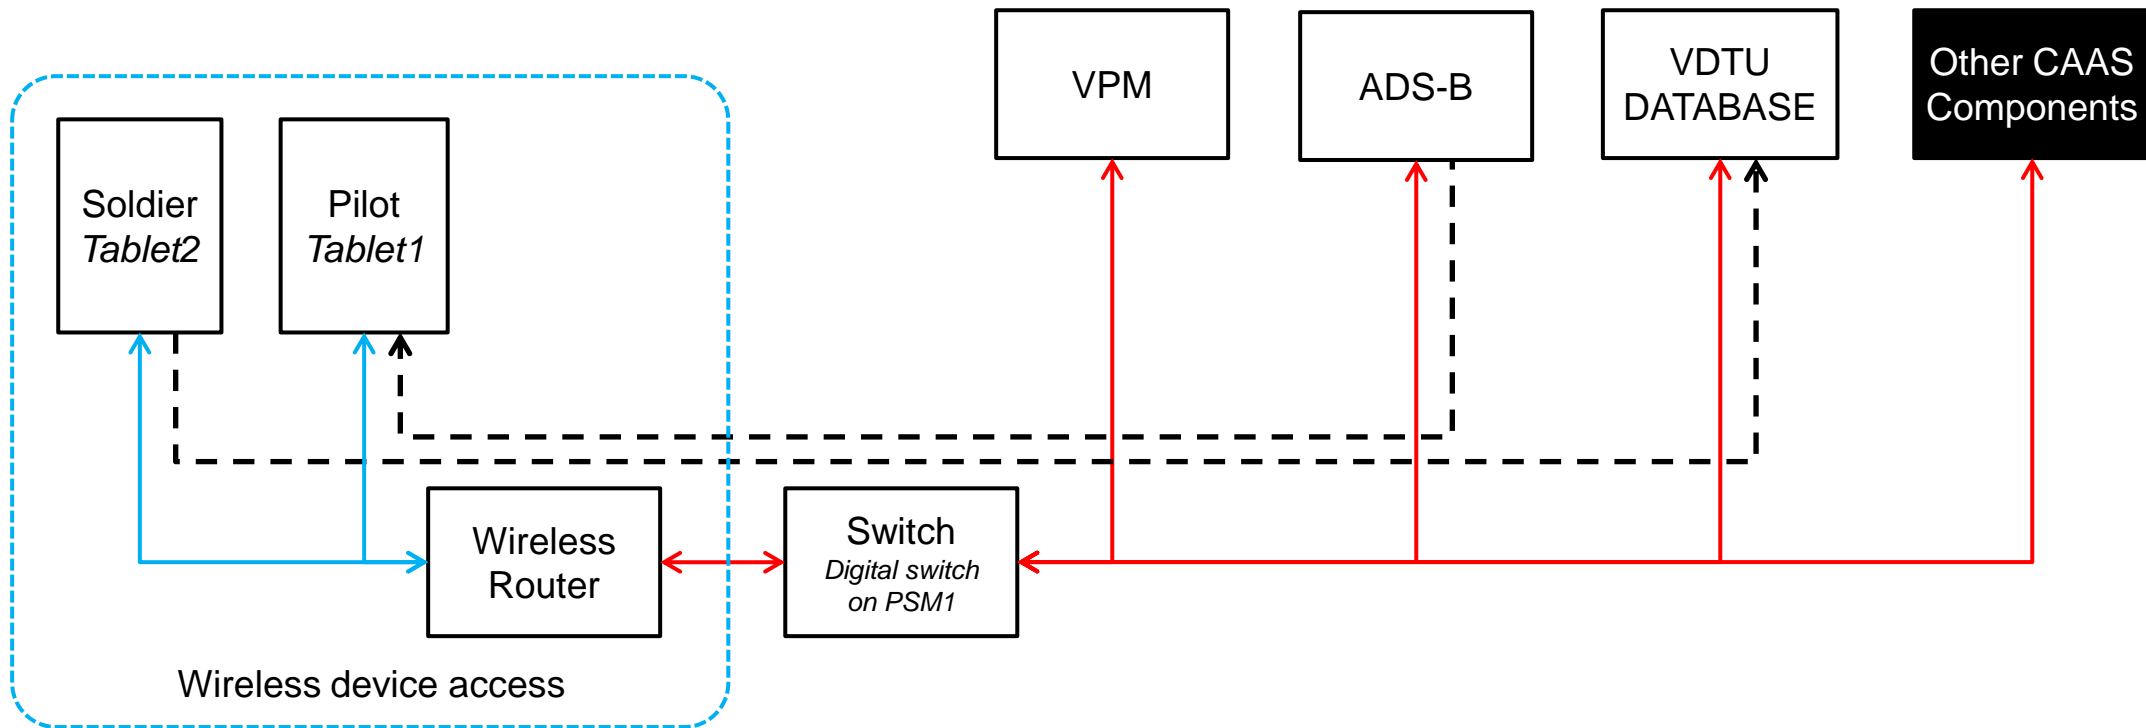 VPM
ADS-B
VDTU
DATABASE
Other CAAS
Components
Soldier
Tablet2
Pilot
Tablet1
Wireless
Router
Switch
Digital switch
on PSM1
Wireless device access